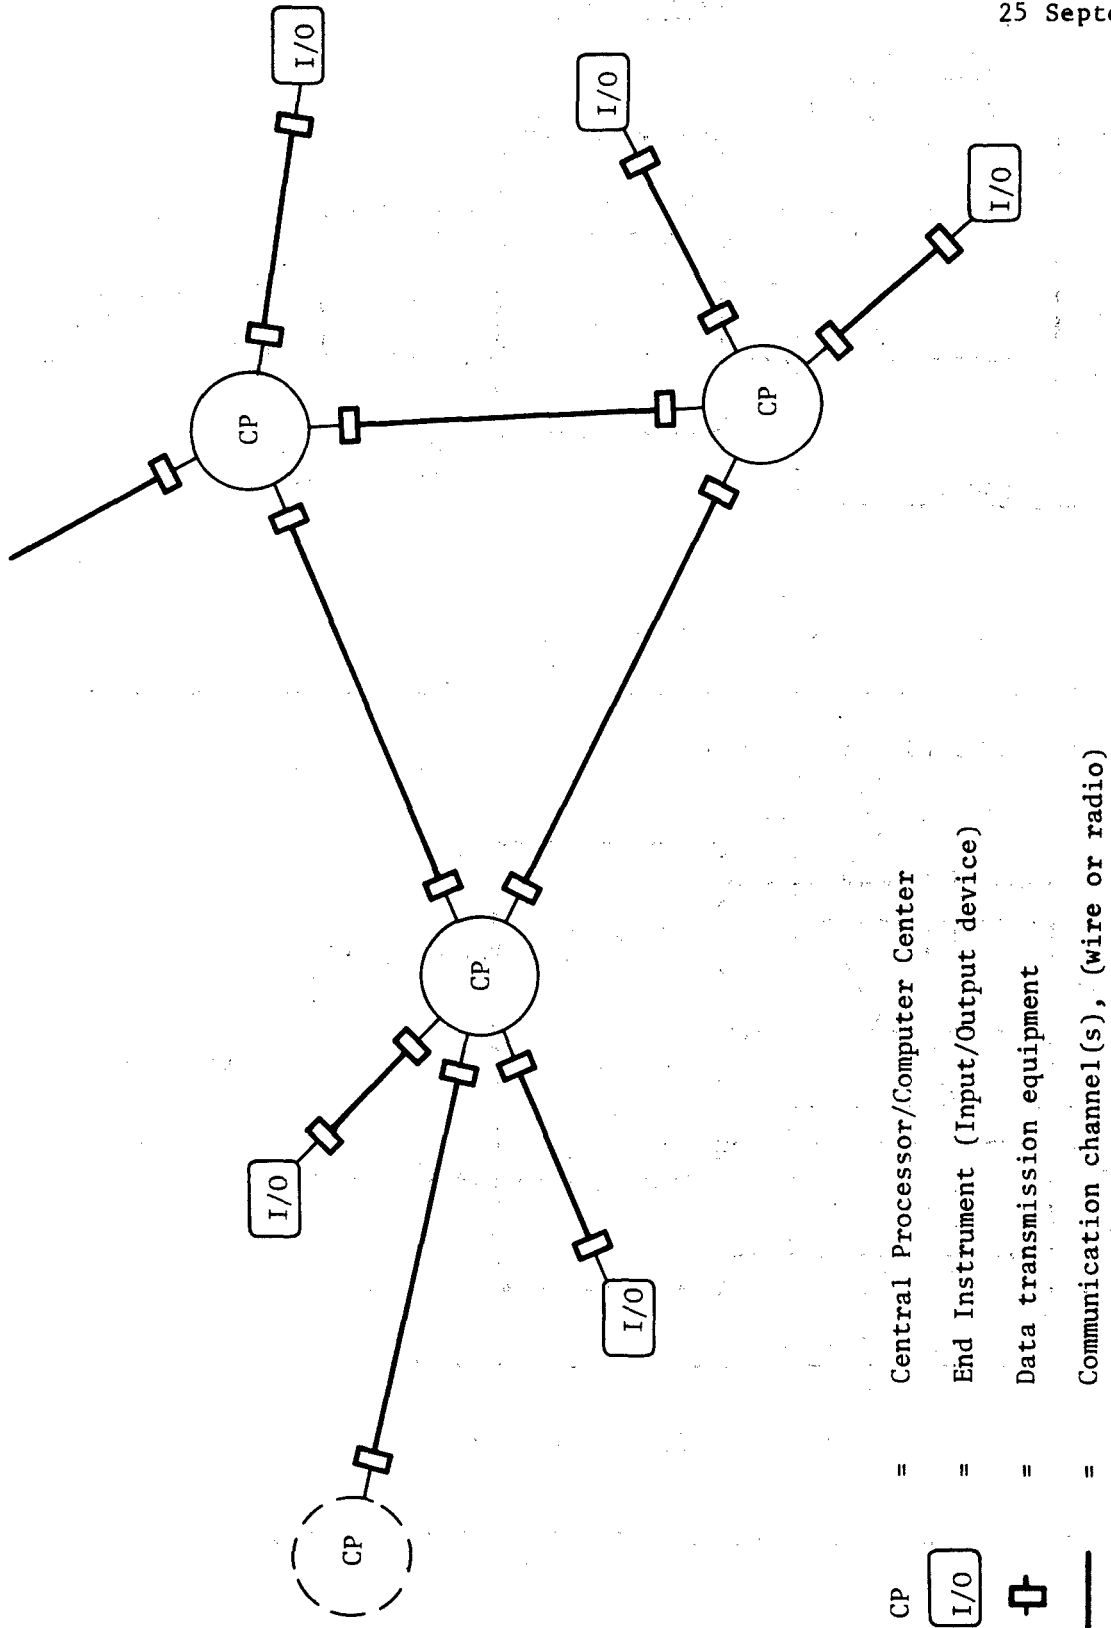 25 Septe
CP
I/O
I/O
CP
CP
I/O
I/O
CP
I/O
CP = Central Processor/Computer Center
I/O = End Instrument (Input/Output device)
= Data transmission equipment
= Communication channel(s), (wire or radio)